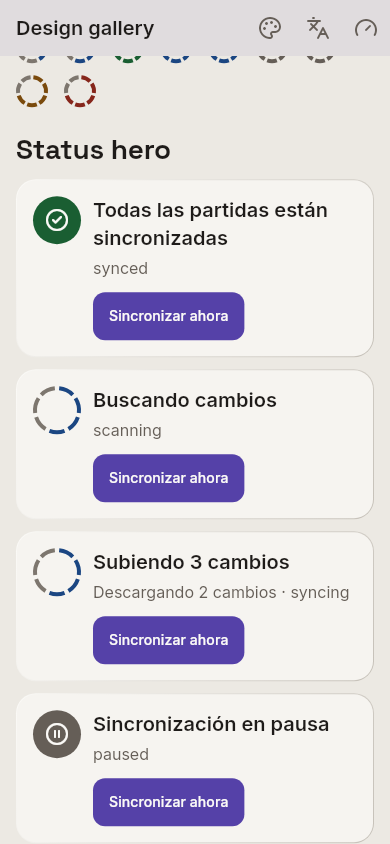 Design gallery
Status hero
Todas las partidas están
sincronizadas
synced
Sincronizar ahora
Buscando cambios
scanning
Sincronizar ahora
Subiendo 3 cambios
Descargando 2 cambios · syncing
Sincronizar ahora
Sincronización en pausa
paused
Sincronizar ahora